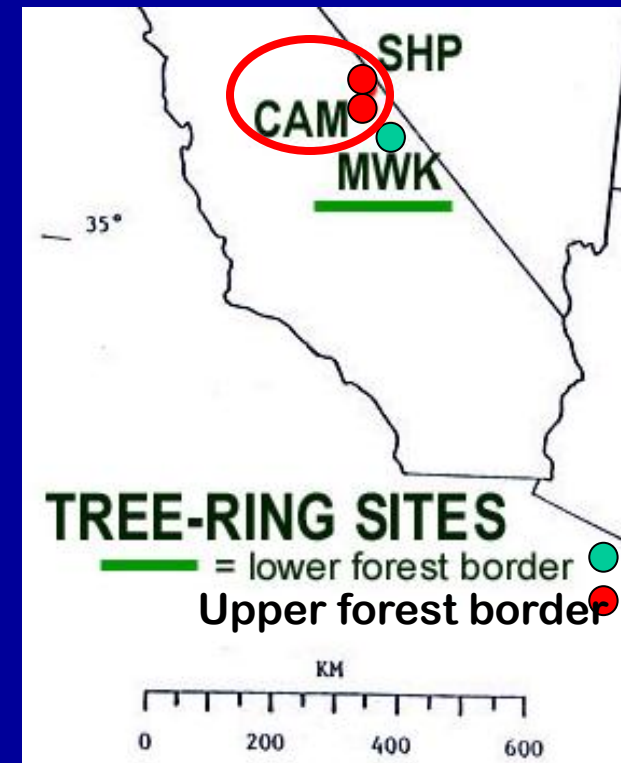 SHP
CAM
MWK
35°
TREE-RING SITES
= lower forest border
Upper forest border
KM
0 200 400 600